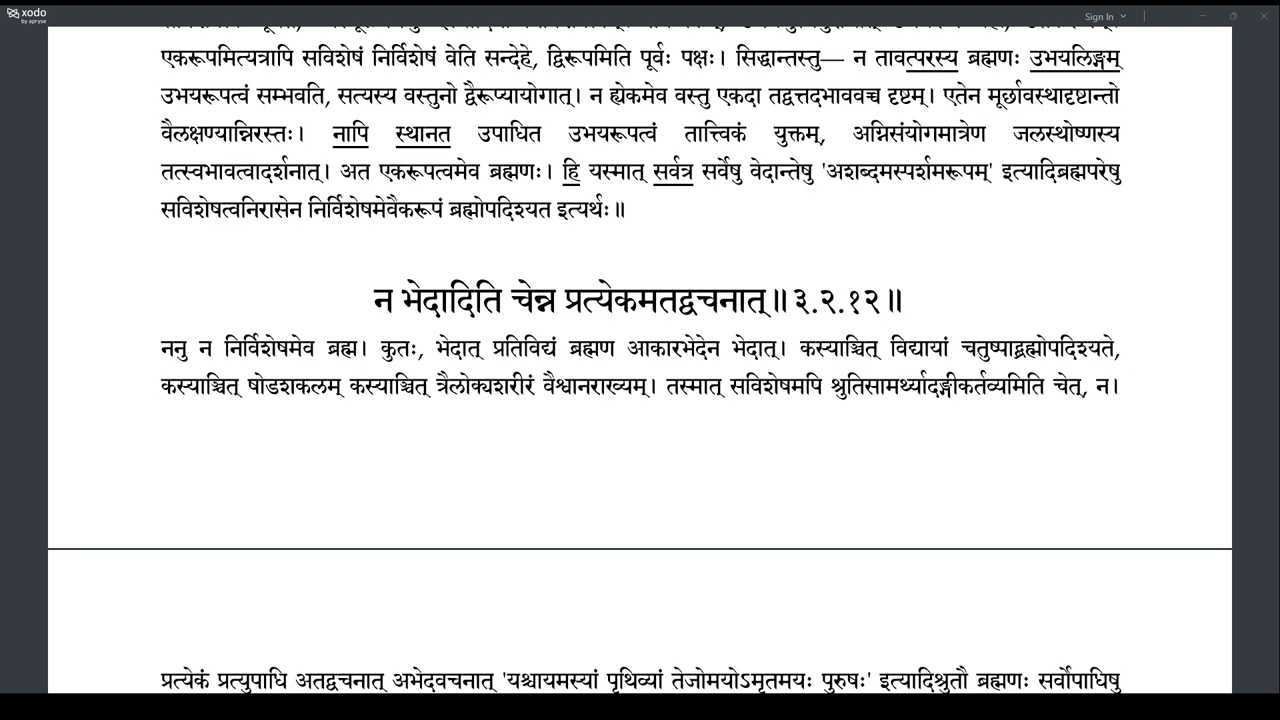 xodo
by apryse
Sign In
एकरूपमित्यत्रापि सविशेषं निर्विशेषं वेति सन्देहे, द्विरूपमिति पूर्वः पक्षः। सिद्धान्तस्तु— न तावत्परस्य ब्रह्मणः उभयलिङ्गम्
उभयरूपत्वं सम्भवति, सत्यस्य वस्तुनो द्वैरूप्यायोगात्। न ह्येकमेव वस्तु एकदा तद्वत्तदभाववच्च दृष्टम्। एतेन मूर्छावस्थादृष्टान्तो
वैलक्षण्यान्निरस्तः। नापि स्थानत उपाधित उभयरूपत्वं तात्त्विकं युक्तम्, अग्निसंयोगमात्रेण जलस्थोष्णस्य
तत्स्वभावत्वादर्शनात्। अत एकरूपत्वमेव ब्रह्मणः। हि यस्मात् सर्वत्र सर्वेषु वेदान्तेषु 'अशब्दमस्पर्शमरूपम्' इत्यादिब्रह्मपरेषु
सविशेषत्वनिरासेन निर्विशेषमेवैकरूपं ब्रह्मोपदिश्यत इत्यर्थः॥
न भेदादिति चेन्न प्रत्येकमतद्वचनात्॥३.२.१२॥
ननु न निर्विशेषमेव ब्रह्म। कुतः, भेदात् प्रतिविद्यं ब्रह्मण आकारभेदेन भेदात्। कस्याञ्चित् विद्यायां चतुष्पाद्ब्रह्मोपदिश्यते,
कस्याञ्चित् षोडशकलम् कस्याञ्चित् त्रैलोक्यशरीरं वैश्वानराख्यम्। तस्मात् सविशेषमपि श्रुतिसामर्थ्यादङ्गीकर्तव्यमिति चेत्, न।
प्रत्येकं प्रत्युपाधि अतद्वचनात् अभेदवचनात् 'यश्चायमस्यां पृथिव्यां तेजोमयोऽमृतमयः पुरुषः' इत्यादिश्रुतौ ब्रह्मणः सर्वोपाधिषु